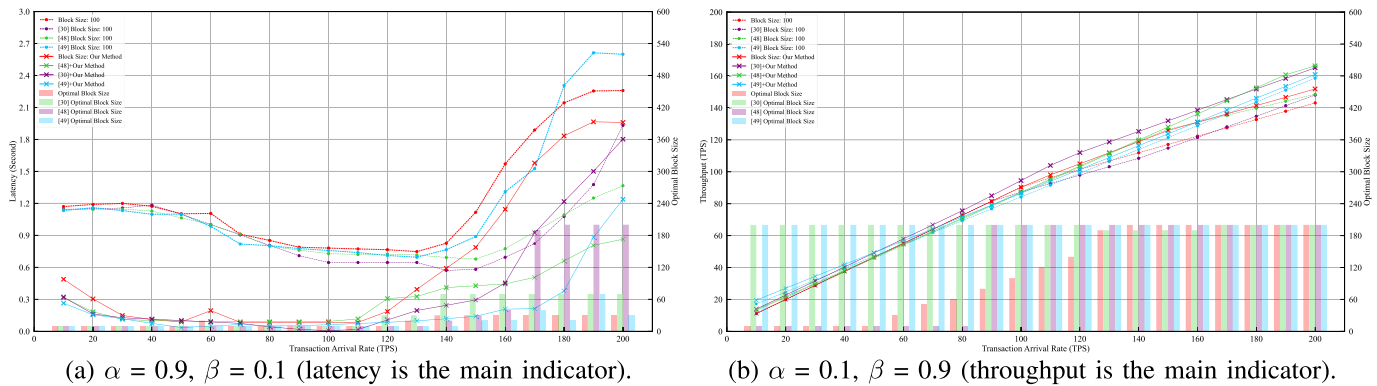 3.0
2.7
2.4
2.1
1.8
1.5
1.2
0.9
0.6
0.3
0.0
Latency (Second)
Block Size: 100
[30] Block Size: 100
[48] Block Size: 100
[49] Block Size: 100
Block Size: Our Method
[48]+Our Method
[30]+Our Method
[49]+Our Method
Optimal Block Size
[30] Optimal Block Size
[48] Optimal Block Size
[49] Optimal Block Size
600
540
480
420
360
300
240
180
120
60
0
Optimal Block Size
0 20 40 60 80 100 120 140 160 180 200
Transaction Arrival Rate (TPS)
(a) α = 0.9, β = 0.1 (latency is the main indicator).
200
180
160
140
120
100
80
60
40
20
0
Throughput (TPS)
Block Size: 100
[30] Block Size: 100
[48] Block Size: 100
[49] Block Size: 100
Block Size: Our Method
[30]+Our Method
[48]+Our Method
[49]+Our Method
Optimal Block Size
[30] Optimal Block Size
[48] Optimal Block Size
[49] Optimal Block Size
600
540
480
420
360
300
240
180
120
60
0
Optimal Block Size
0 20 40 60 80 100 120 140 160 180 200
Transaction Arrival Rate (TPS)
(b) α = 0.1, β = 0.9 (throughput is the main indicator).